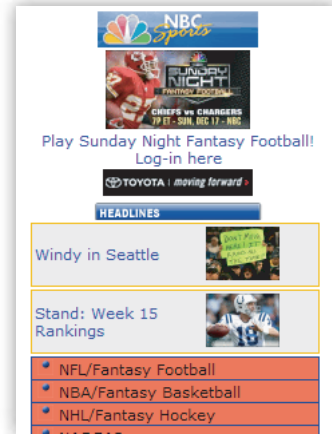 NBC
Sports
SUNDAY
NIGHT
FANTASY FOOTBALL
CHIEFS vs CHARGERS
7P ET - SUN, DEC 17 - NBC
Play Sunday Night Fantasy Football!
Log-in here
TOYOTA | moving forward ›
HEADLINES
Windy in Seattle
Stand: Week 15
Rankings
18
NFL/Fantasy Football
NBA/Fantasy Basketball
NHL/Fantasy Hockey